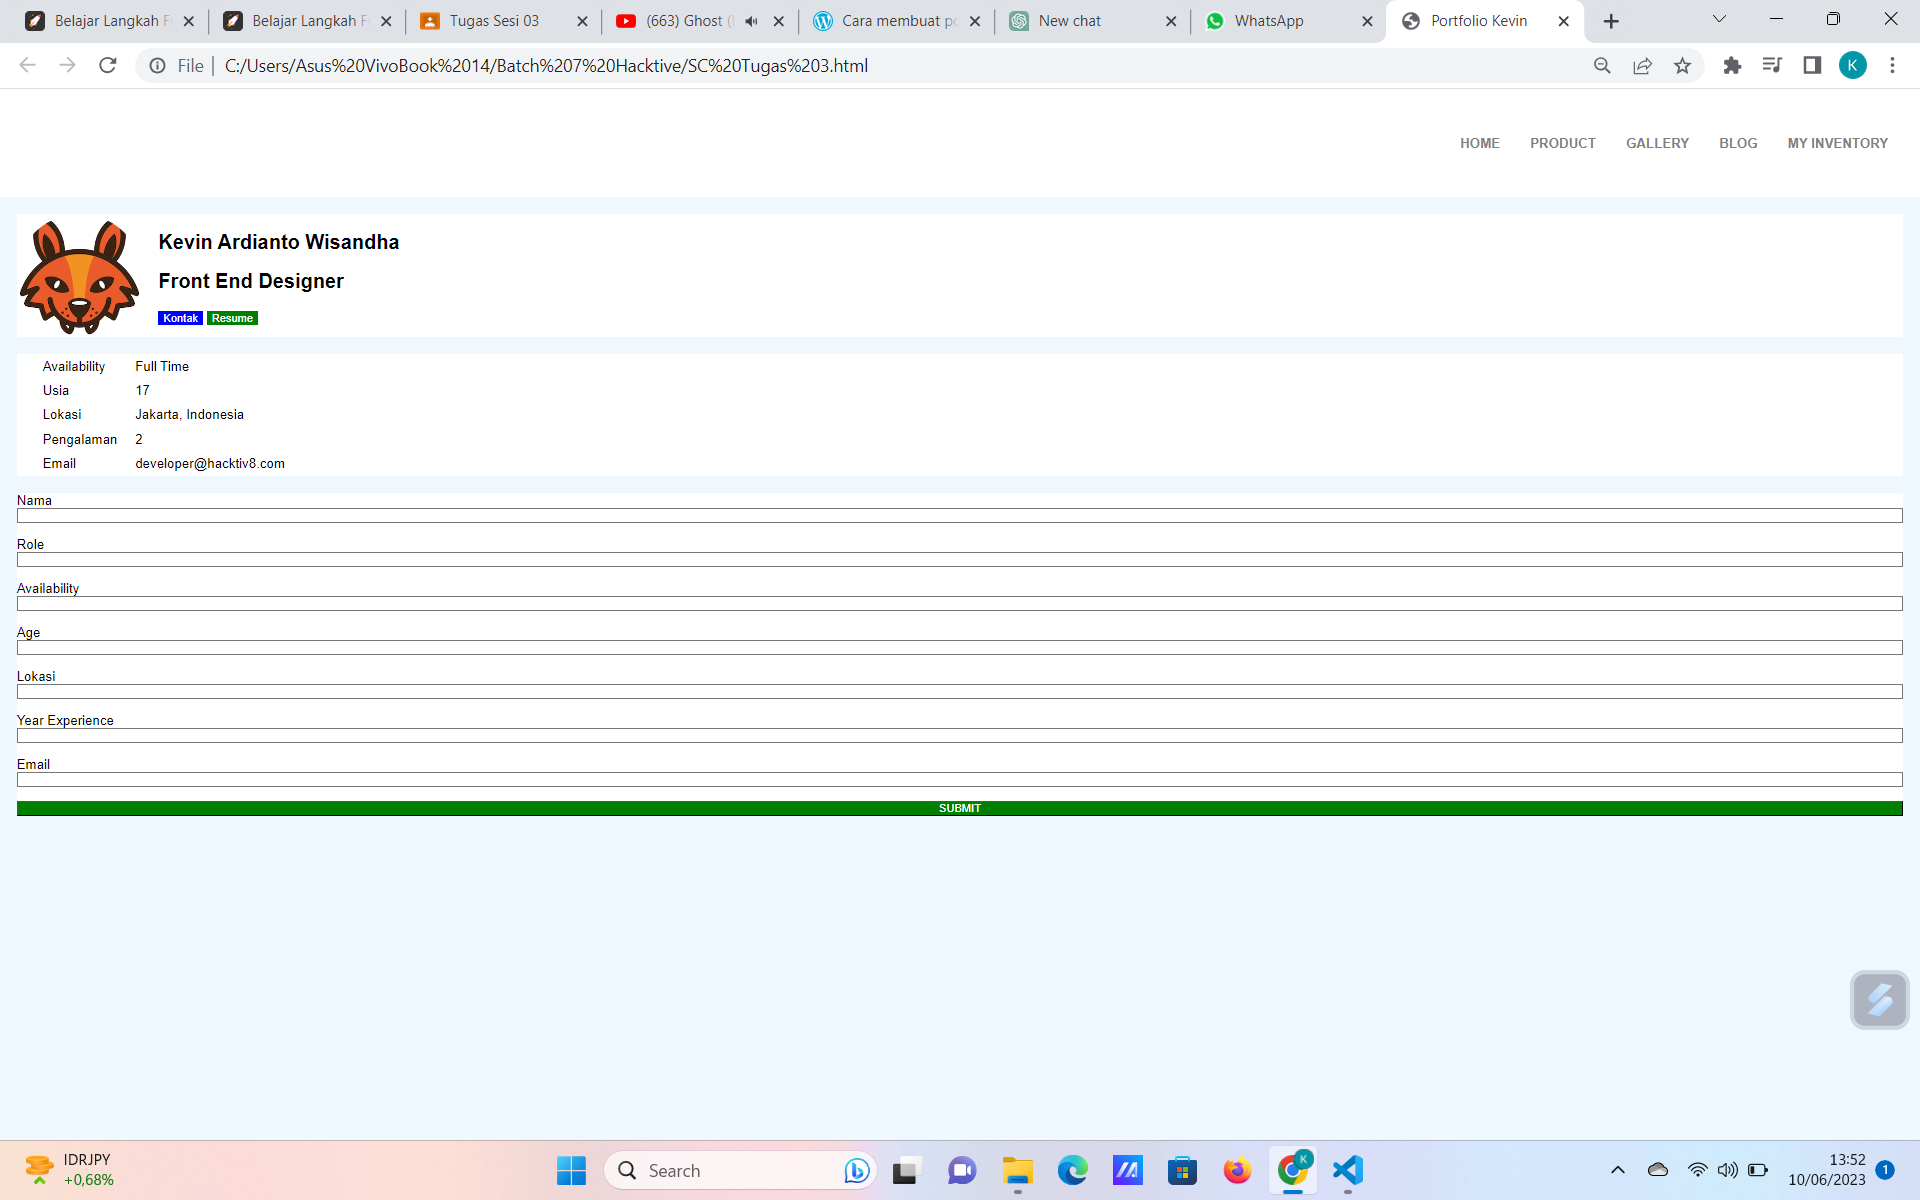 Belajar Langkah F
Belajar Langkah F
Tugas Sesi 03
(663) Ghost (
Cara membuat po
New chat
WhatsApp
Portfolio Kevin
File
C:/Users/Asus%20VivoBook%2014/Batch%207%20Hacktive/SC%20Tugas%203.html
K
HOME PRODUCT GALLERY BLOG MY INVENTORY
Kevin Ardianto Wisandha
Front End Designer
Kontak Resume
Availability Full Time
Usia 17
Lokasi Jakarta, Indonesia
Pengalaman 2
Email developer@hacktiv8.com
Nama
Role
Availability
Age
Lokasi
Year Experience
Email
SUBMIT
IDRJPY
+0,68%
Search
K
13:52
10/06/2023
1